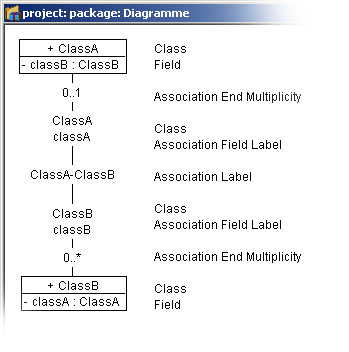 project: package: Diagramme
+ ClassA Class
- classB : ClassB Field
0..1 Association End Multiplicity
ClassA Class
classA Association Field Label
ClassA-ClassB Association Label
ClassB Class
classB Association Field Label
0..* Association End Multiplicity
+ ClassB Class
- classA : ClassA Field